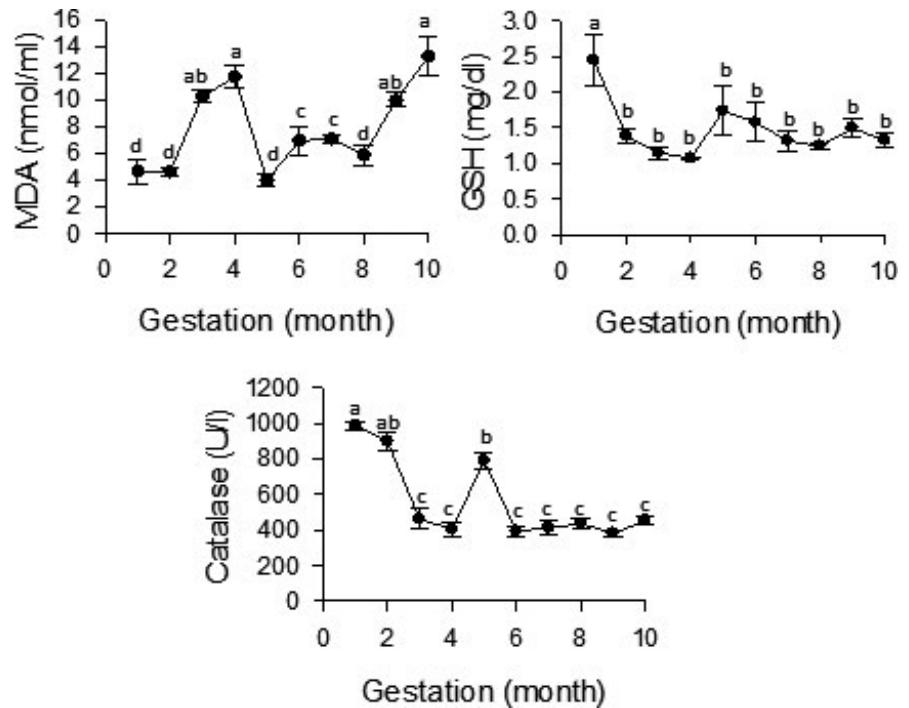 MDA (nmol/ml)
16
14
12
10
8
6
4
2
0
d
d
ab
a
d
c
c
d
ab
a
0 2 4 6 8 10
Gestation (month)
GSH (mg/dl)
3.0
2.5
2.0
1.5
1.0
0.5
0.0
a
b
b
b
b
b
b
b
b
b
0 2 4 6 8 10
Gestation (month)
Catalase (U/l)
1200
1000
800
600
400
200
0
a
ab
c
c
b
c
c
c
c
c
0 2 4 6 8 10
Gestation (month)